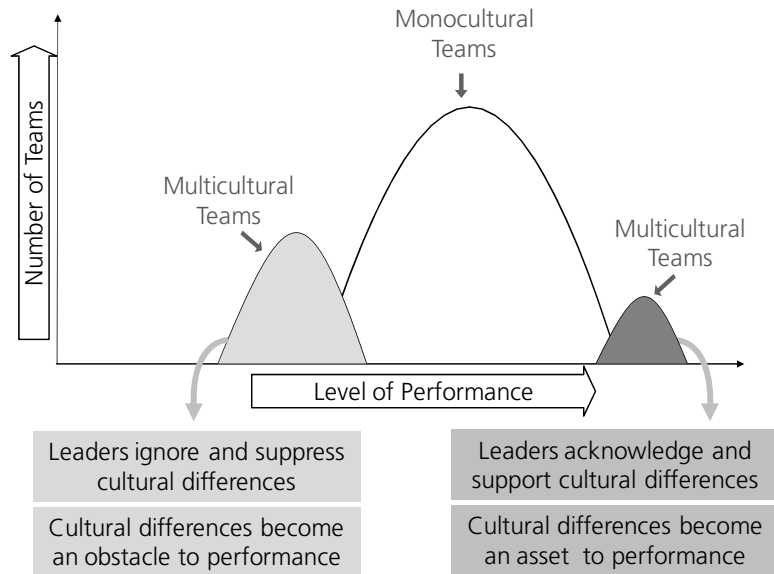 Monocultural
Teams
Number of Teams
Multicultural
Teams
Multicultural
Teams
Level of Performance
Leaders ignore and suppress
cultural differences
Cultural differences become
an obstacle to performance
Leaders acknowledge and
support cultural differences
Cultural differences become
an asset to performance